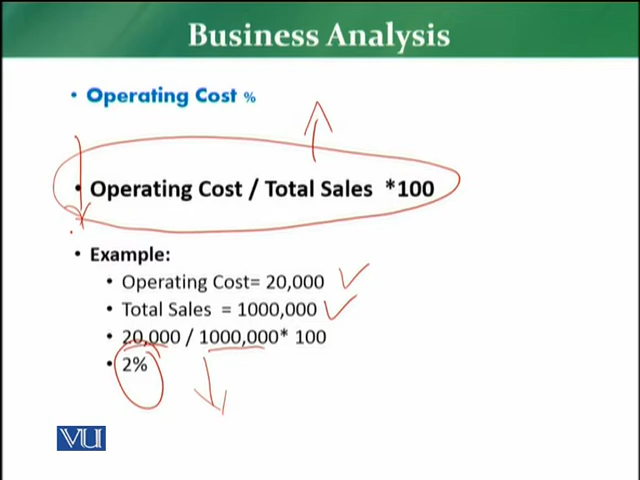 Business Analysis
• Operating Cost %
• Operating Cost / Total Sales *100
• Example:
• Operating Cost= 20,000
• Total Sales = 1000,000
• 20,000 / 1000,000* 100
• 2%
VU